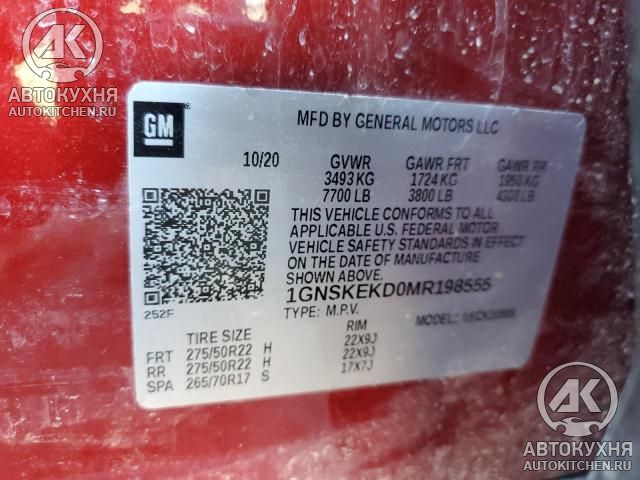 АК
АВТОКУХНЯ
AUTOKITCHEN.RU
GM
MFD BY GENERAL MOTORS LLC
10/20 GVWR GAWR FRT GAWR RR
3493 KG 1724 KG 1950 KG
7700 LB 3800 LB 4300 LB
THIS VEHICLE CONFORMS TO ALL
APPLICABLE U.S. FEDERAL MOTOR
VEHICLE SAFETY STANDARDS IN EFFECT
ON THE DATE OF MANUFACTURE
SHOWN ABOVE
1GNSKEKD0MR198555
252F
TYPE: M.P.V. MODEL:
TIRE SIZE RIM
FRT 275/50R22 H 22X9J
RR 275/50R22 H 22X9J
SPA 265/70R17 S 17X7J
АК
АВТОКУХНЯ
AUTOKITCHEN.RU